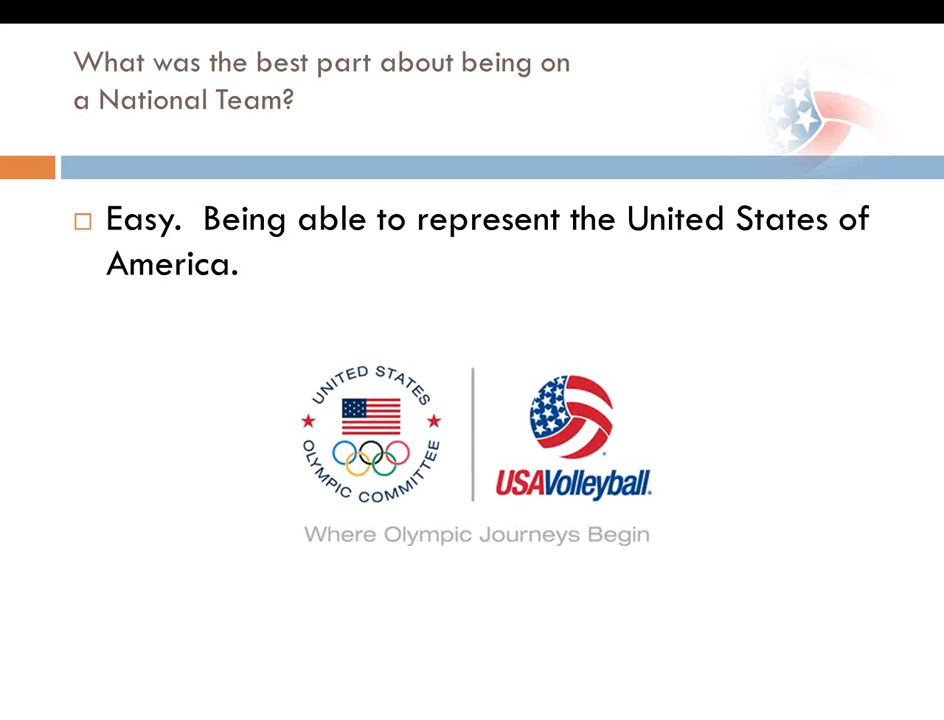 What was the best part about being on
a National Team?
Easy.  Being able to represent the United States of
America.
UNITED STATES
OLYMPIC COMMITTEE
USAVolleyball.
Where Olympic Journeys Begin